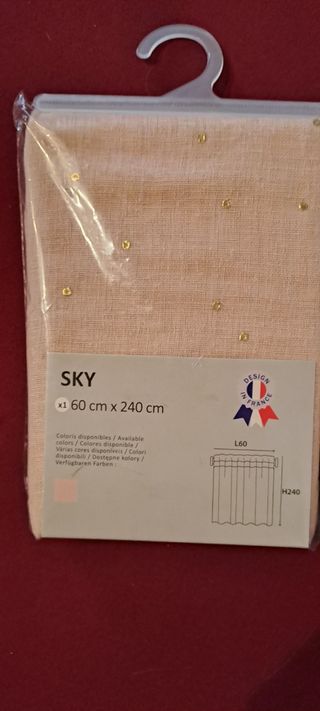 SKY
x1 60 cm x 240 cm
DESIGN
IN FRANCE
Coloris disponibles / Available
colors / Colores disponible /
Várias cores disponíveis / Colori
disponibili / Dostępne kolory /
Verfügbaren Farben :
L60
H240